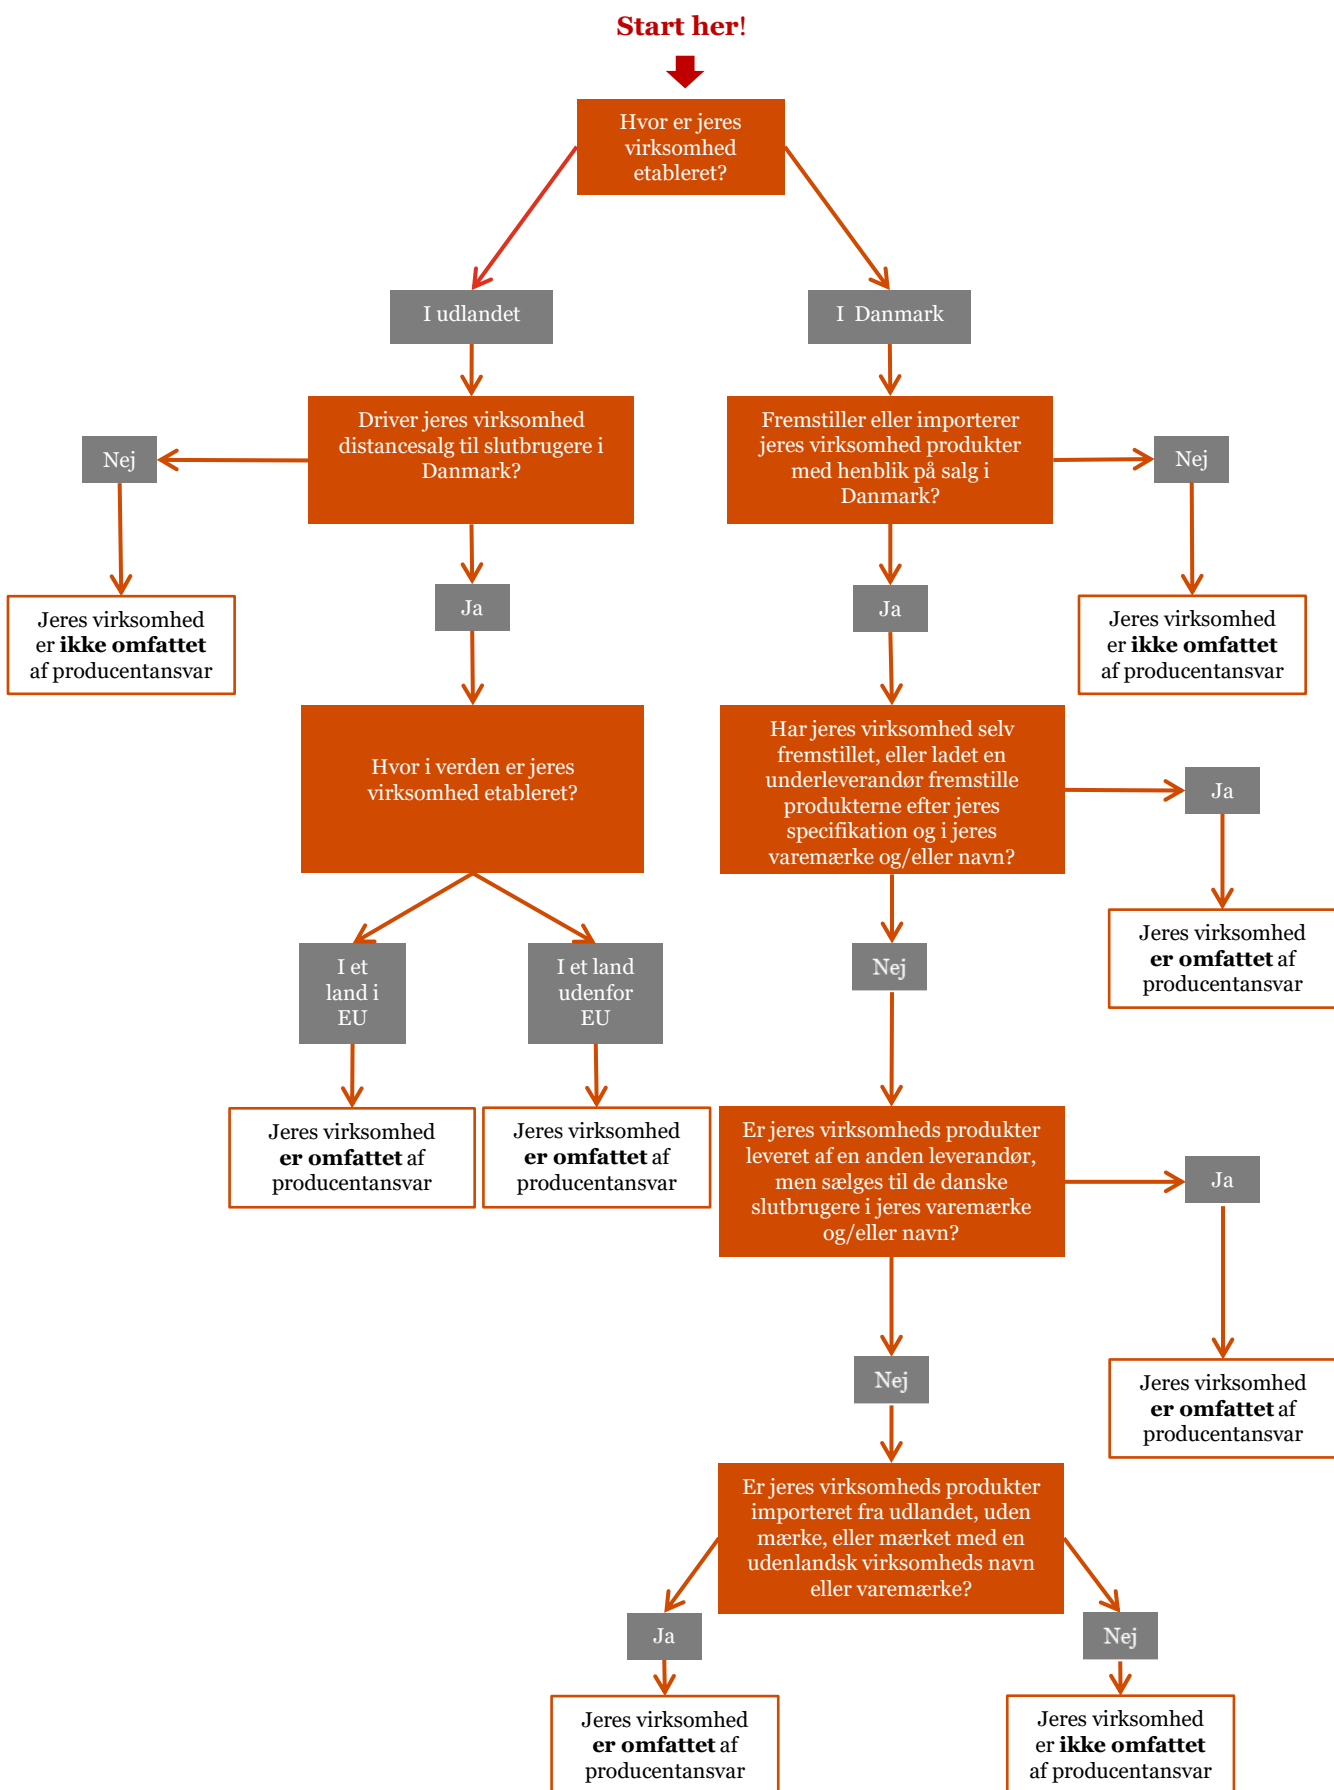 Start her!
Hvor er jeres
virksomhed
etableret?
I udlandet
I Danmark
Driver jeres virksomhed
distancesalg til slutbrugere i
Danmark?
Fremstiller eller importerer
jeres virksomhed produkter
med henblik på salg i
Danmark?
Nej
Nej
Ja
Ja
Jeres virksomhed
er ikke omfattet
af producentansvar
Jeres virksomhed
er ikke omfattet
af producentansvar
Hvor i verden er jeres
virksomhed etableret?
Har jeres virksomhed selv
fremstillet, eller ladet en
underleverandør fremstille
produkterne efter jeres
specifikation og i jeres
varemærke og/eller navn?
Ja
Jeres virksomhed
er omfattet af
producentansvar
I et
land i
EU
I et land
udenfor
EU
Nej
Jeres virksomhed
er omfattet af
producentansvar
Jeres virksomhed
er omfattet af
producentansvar
Er jeres virksomheds produkter
leveret af en anden leverandør,
men sælges til de danske
slutbrugere i jeres varemærke
og/eller navn?
Ja
Nej
Jeres virksomhed
er omfattet af
producentansvar
Er jeres virksomheds produkter
importeret fra udlandet, uden
mærke, eller mærket med en
udenlandsk virksomheds navn
eller varemærke?
Ja
Nej
Jeres virksomhed
er omfattet af
producentansvar
Jeres virksomhed
er ikke omfattet
af producentansvar